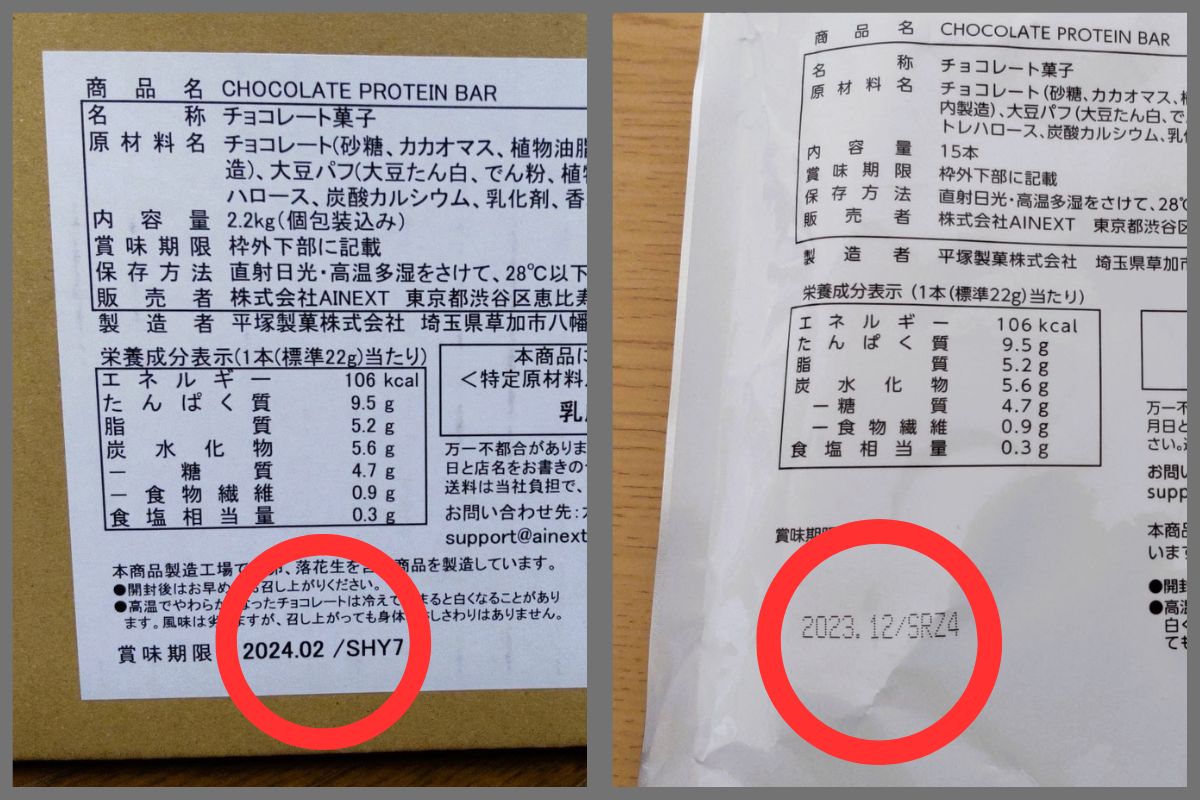 商品名 CHOCOLATE PROTEIN BAR
名称 チョコレート菓子
原材料名 チョコレート(砂糖、カカオマス、植物油脂
造)、大豆パフ(大豆たん白、でん粉、植物
ハロース、炭酸カルシウム、乳化剤、香
内容量 2.2kg(個包装込み)
賞味期限 枠外下部に記載
保存方法 直射日光・高温多湿をさけて、28℃以下
販売者 株式会社AINEXT 東京都渋谷区恵比寿
製造者 平塚製菓株式会社 埼玉県草加市八幡
栄養成分表示(1本(標準22g)当たり)
エネルギー 106 kcal
たんぱく質 9.5 g
脂質 5.2 g
炭水化物 5.6 g
－糖質 4.7 g
－食物繊維 0.9 g
食塩相当量 0.3 g
本商品に
<特定原材料
乳
万一不都合がありま
日と店名をお書きの
送料は当社負担で、
お問い合わせ先:
support@ainext
本商品製造工場で 、落花生を 商品を製造しています。
●開封後はお早め 召し上がりください。
●高温でやわらか なったチョコレートは冷えて まると白くなることがあり
ます。風味は劣 ますが、召し上がっても身体 さしさわりはありません。
賞味期限 2024.02 /SHY7
商品名 CHOCOLATE PROTEIN BAR
名称 チョコレート菓子
原材料名 チョコレート(砂糖、カカオマス、植
内製造)、大豆パフ(大豆たん白、でん
トレハロース、炭酸カルシウム、乳
内容量 15本
賞味期限 枠外下部に記載
保存方法 直射日光・高温多湿をさけて、28℃
販売者 株式会社AINEXT 東京都渋谷区
製造者 平塚製菓株式会社 埼玉県草加市
栄養成分表示 (1本(標準22g)当たり)
エネルギー 106 kcal
たんぱく質 9.5 g
脂質 5.2 g
炭水化物 5.6 g
－糖質 4.7 g
－食物繊維 0.9 g
食塩相当量 0.3 g
万一不
月日と
さい。
お問い
supp
賞味期限
2023.12/SRZ4
本商品
います
●開封
●高温
白く
ても